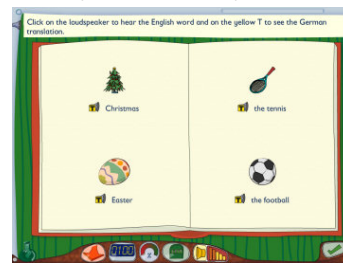 Click on the loudspeaker to hear the English word and on the yellow T to see the German
translation.
T Christmas
T the tennis
T Easter
T the football
0100